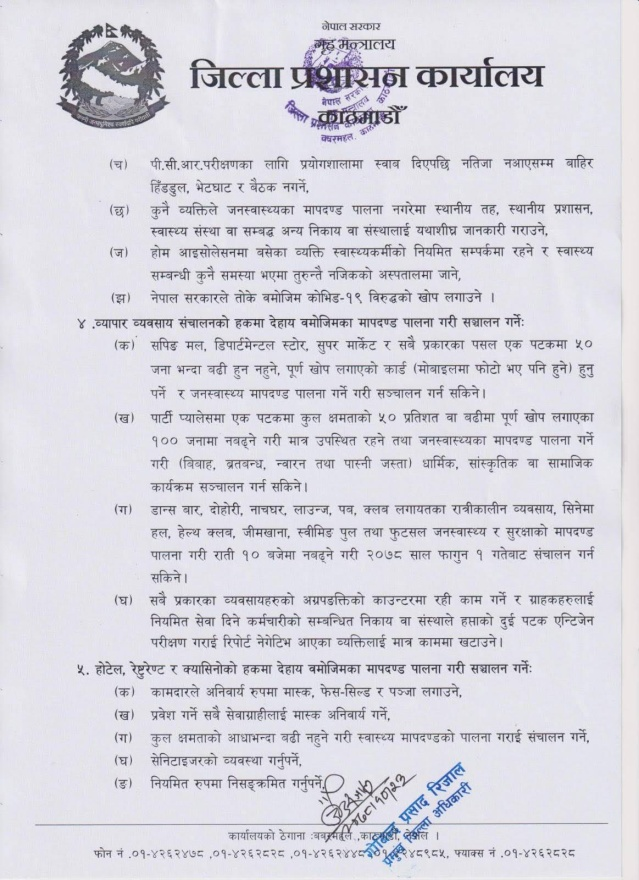 नेपाल सरकार
गृह मन्त्रालय
जिल्ला प्रशासन कार्यालय
काठमाडौँ
(च) पी.सी.आर.परीक्षणका लागि प्रयोगशालामा स्वाब दिएपछि नतिजा नआएसम्म बाहिर
हिँडडुल, भेटघाट र बैठक नगर्ने,
(छ) कुनै व्यक्तिले जनस्वास्थ्यका मापदण्ड पालना नगरेमा स्थानीय तह, स्थानीय प्रशासन,
स्वास्थ्य संस्था वा सम्बद्ध अन्य निकाय वा संस्थालाई यथाशीघ्र जानकारी गराउने,
(ज) होम आइसोलेसनमा बसेका व्यक्ति स्वास्थ्यकर्मीको नियमित सम्पर्कमा रहने र स्वास्थ्य
सम्बन्धी कुनै समस्या भएमा तुरुन्तै नजिकको अस्पतालमा जाने,
(झ) नेपाल सरकारले तोके बमोजिम कोभिड-१९ विरुद्धको खोप लगाउने ।
४ .व्यापार व्यवसाय संचालनको हकमा देहाय बमोजिमका मापदण्ड पालना गरी सञ्चालन गर्नेः
(क) सपिङ मल, डिपार्टमेन्टल स्टोर, सुपर मार्केट र सबै प्रकारका पसल एक पटकमा ५०
जना भन्दा बढी हुन नहुने, पूर्ण खोप लगाएको कार्ड (मोबाइलमा फोटो भए पनि हुने) हुनु
पर्ने र जनस्वास्थ्य मापदण्ड पालना गर्ने गरी सञ्चालन गर्न सकिने।
(ख) पार्टी प्यालेसमा एक पटकमा कुल क्षमताको ५० प्रतिशत वा बढीमा पूर्ण खोप लगाएका
१०० जनामा नबढ्ने गरी मात्र उपस्थित रहने तथा जनस्वास्थ्यका मापदण्ड पालना गर्ने
गरी (विवाह, ब्रतबन्ध, न्वारन तथा पास्नी जस्ता) धार्मिक, सांस्कृतिक वा सामाजिक
कार्यक्रम सञ्चालन गर्न सकिने।
(ग) डान्स बार, दोहोरी, नाचघर, लाउन्ज, पब, क्लब लगायतका रात्रीकालीन व्यवसाय, सिनेमा
हल, हेल्थ क्लब, जीमखाना, स्वीमिङ पुल तथा फुटसल जनस्वास्थ्य र सुरक्षाको मापदण्ड
पालना गरी राती १० बजेमा नबढ्ने गरी २०७८ साल फागुन १ गतेबाट संचालन गर्न
सकिने।
(घ) सबै प्रकारका व्यवसायहरुको अग्रपङक्तिको काउन्टरमा रही काम गर्ने र ग्राहकहरुलाई
नियमित सेवा दिने कर्मचारीको सम्बन्धित निकाय वा संस्थाले हप्ताको दुई पटक एन्टिजेन
परीक्षण गराई रिपोर्ट नेगेटिभ आएका व्यक्तिलाई मात्र काममा खटाउने।
५. होटेल, रेष्टुरेण्ट र क्यासिनोको हकमा देहाय बमोजिमका मापदण्ड पालना गरी सञ्चालन गर्नेः
(क) कामदारले अनिवार्य रुपमा मास्क, फेस-सिल्ड र पञ्जा लगाउने,
(ख) प्रवेश गर्ने सबै सेवाग्राहीलाई मास्क अनिवार्य गर्ने,
(ग) कुल क्षमताको आधाभन्दा बढी नहुने गरी स्वास्थ्य मापदण्डको पालना गराई संचालन गर्ने,
(घ) सेनिटाइजरको व्यवस्था गर्नुपर्ने,
(ङ) नियमित रुपमा निसङ्क्रमित गर्नुपर्ने,
२०७८/१०/२३
गोविन्द प्रसाद रिजाल
प्रमुख जिल्ला अधिकारी
कार्यालयको ठेगाना :बबरमहल ,काठमाडौँ, नेपाल ।
फोन नं .०१-४२६२४७८ ,०१-४२६२८२८ ,०१-४२६२४४८ फ्याक्स नं .०१-४२६२८२८